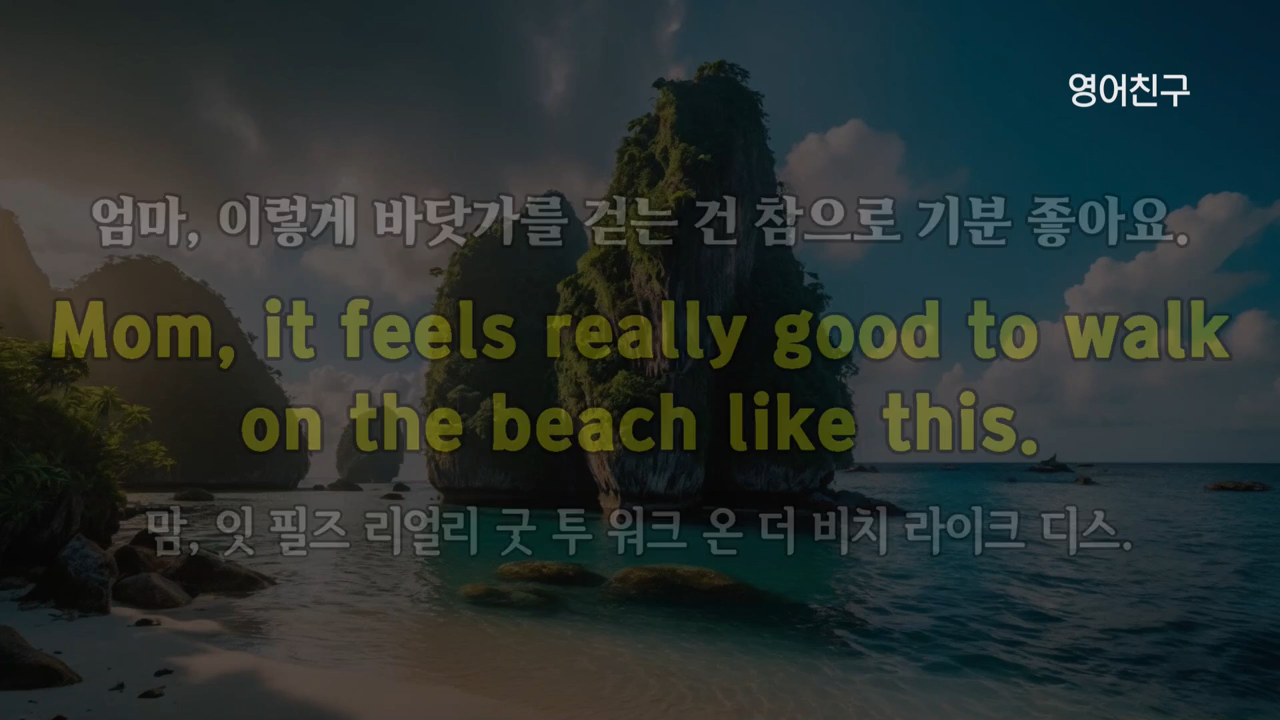 영어친구
엄마, 이렇게 바닷가를 걷는 건 참으로 기분 좋아요.
Mom, it feels really good to walk
on the beach like this.
맘, 잇 필즈 리얼리 굿 투 워크 온 더 비치 라이크 디스.